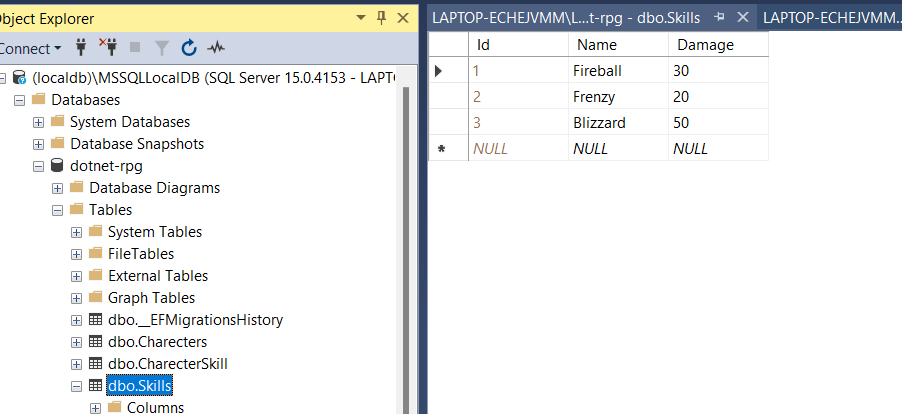 Object Explorer
Connect
(localdb)\MSSQLLocalDB (SQL Server 15.0.4153 - LAPT
Databases
System Databases
Database Snapshots
dotnet-rpg
Database Diagrams
Tables
System Tables
FileTables
External Tables
Graph Tables
dbo.__EFMigrationsHistory
dbo.Charecters
dbo.CharecterSkill
dbo.Skills
Columns
LAPTOP-ECHEJVMM\L...t-rpg - dbo.Skills
LAPTOP-ECHEJVMM...
Id Name Damage
1 Fireball 30
2 Frenzy 20
3 Blizzard 50
NULL NULL NULL